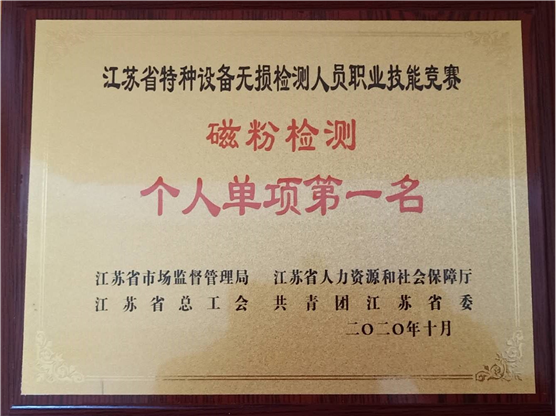 江苏省特种设备无损检测人员职业技能竞赛
磁粉检测
个人单项第一名
江苏省市场监督管理局 江苏省人力资源和社会保障厅
江苏省总工会 共青团江苏省委
二〇二〇年十月